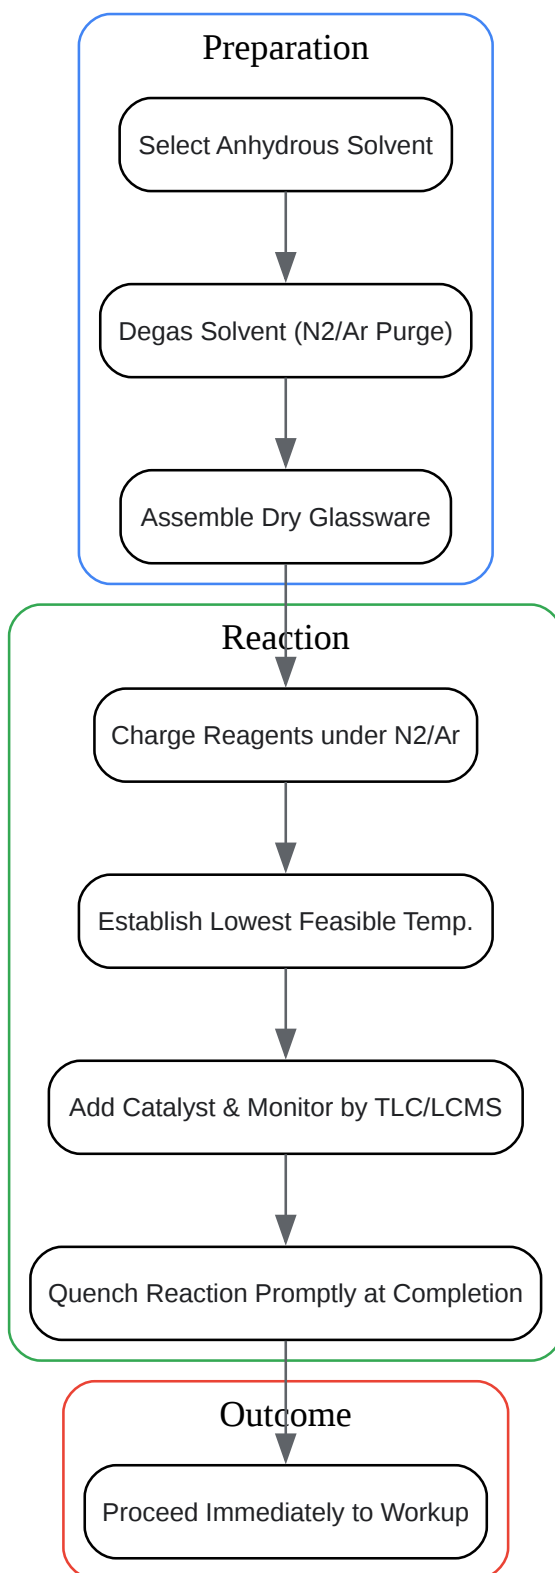 Preparation
Select Anhydrous Solvent
Degas Solvent (N2/Ar Purge)
Assemble Dry Glassware
Reaction
Charge Reagents under N2/Ar
Establish Lowest Feasible Temp.
Add Catalyst & Monitor by TLC/LCMS
Quench Reaction Promptly at Completion
Outcome
Proceed Immediately to Workup